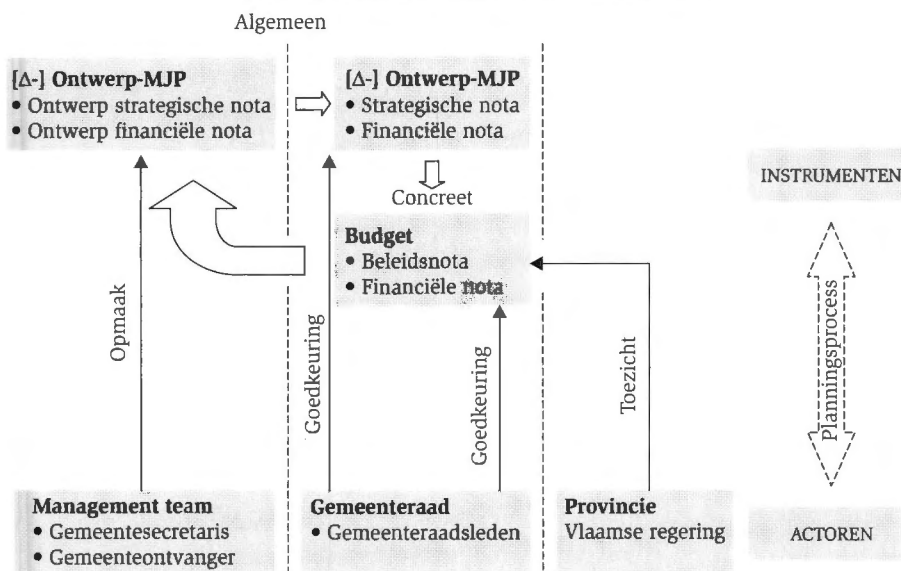 Algemeen
[Δ-] Ontwerp-MJP
• Ontwerp strategische nota
• Ontwerp financiële nota
[Δ-] Ontwerp-MJP
• Strategische nota
• Financiële nota
Concreet
Budget
• Beleidsnota
• Financiële nota
INSTRUMENTEN
Opmaak
Goedkeuring
Goedkeuring
Toezicht
Planningsprocess
Management team
• Gemeentesecretaris
• Gemeenteontvanger
Gemeenteraad
• Gemeenteraadsleden
Provincie
Vlaamse regering
ACTOREN